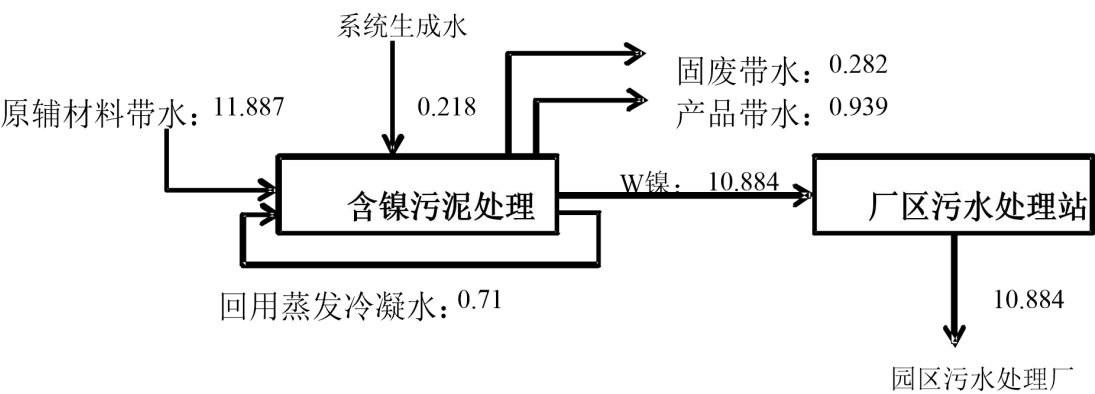 系统生成水
固废带水：0.282
原辅材料带水：11.887
0.218
产品带水：0.939
含镍污泥处理
W镍： 10.884
厂区污水处理站
回用蒸发冷凝水：0.71
10.884
园区污水处理厂